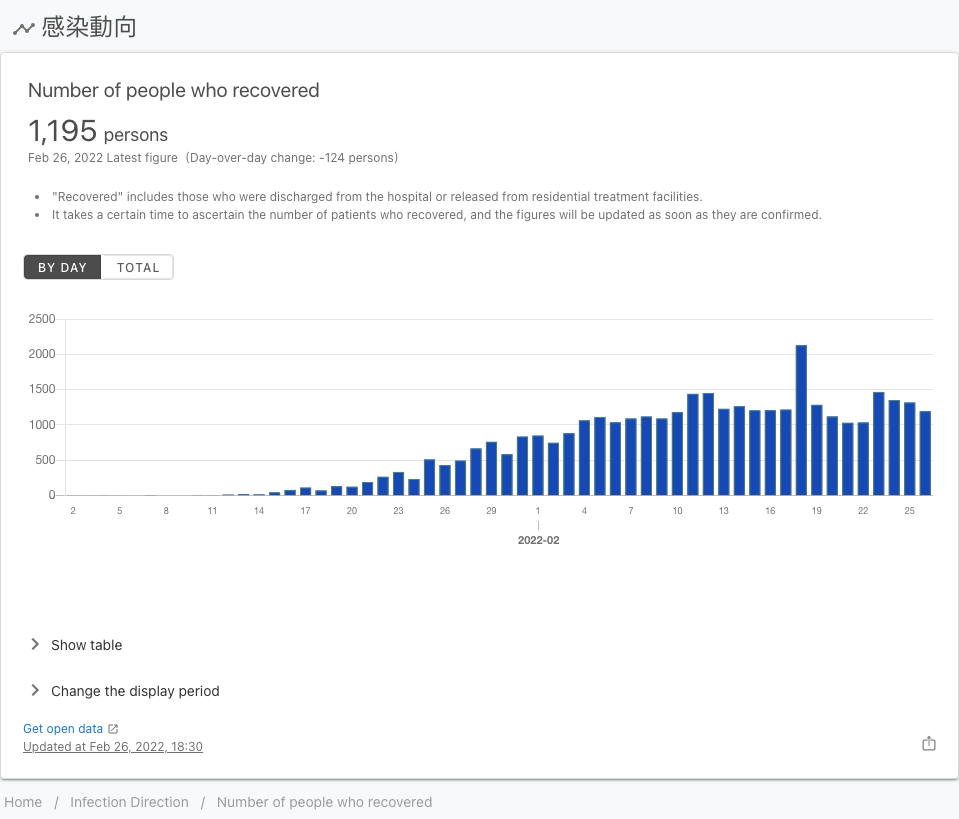 感染動向
Number of people who recovered
1,195 persons
Feb 26, 2022 Latest figure (Day-over-day change: -124 persons)
"Recovered" includes those who were discharged from the hospital or released from residential treatment facilities.
It takes a certain time to ascertain the number of patients who recovered, and the figures will be updated as soon as they are confirmed.
BY DAY TOTAL
2500
2000
1500
1000
500
0
2 5 8 11 14 17 20 23 26 29 1 4 7 10 13 16 19 22 25
2022-02
Show table
Change the display period
Get open data
Updated at Feb 26, 2022, 18:30
Home / Infection Direction / Number of people who recovered